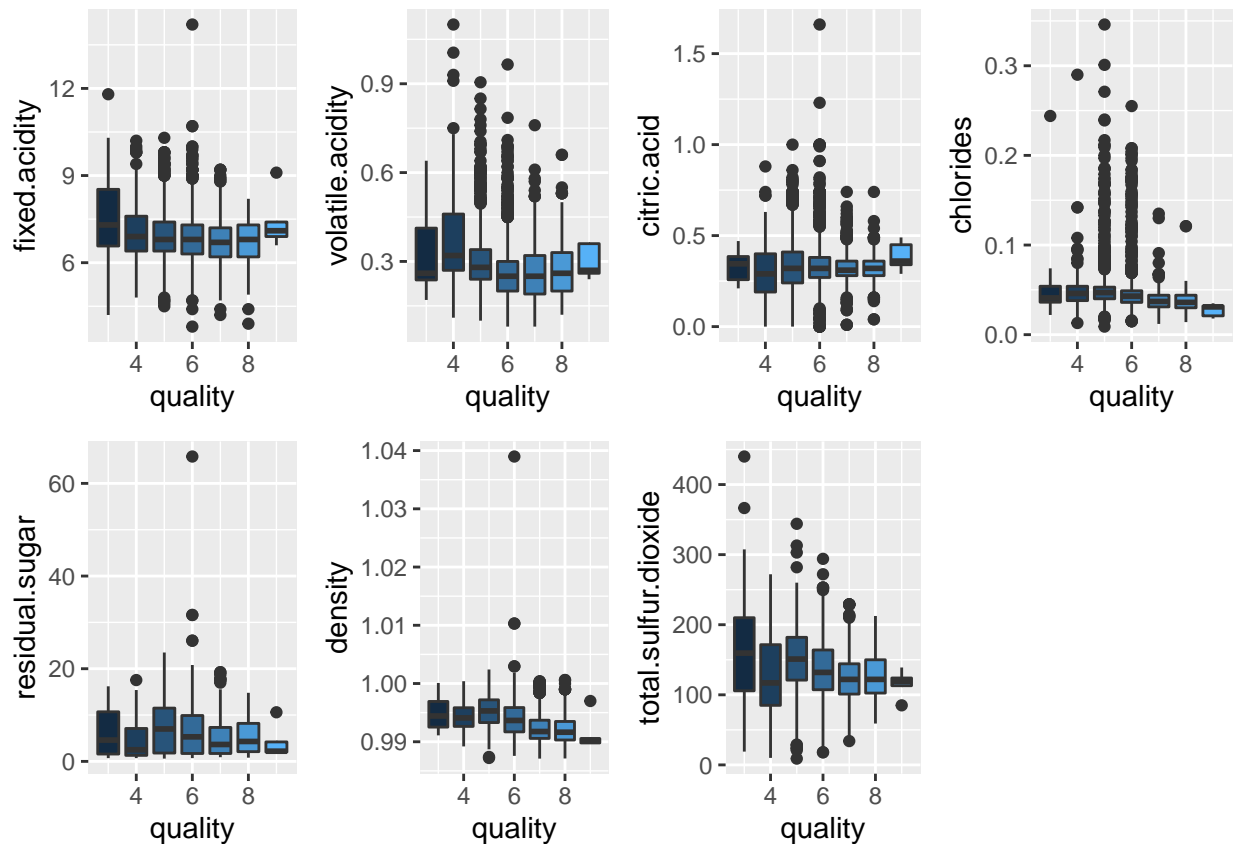 fixed.acidity
12
9
6
4 6 8
quality
volatile.acidity
0.9
0.6
0.3
4 6 8
quality
citric.acid
1.5
1.0
0.5
0.0
4 6 8
quality
chlorides
0.3
0.2
0.1
0.0
4 6 8
quality
residual.sugar
60
40
20
0
4 6 8
quality
density
1.04
1.03
1.02
1.01
1.00
0.99
4 6 8
quality
total.sulfur.dioxide
400
300
200
100
0
4 6 8
quality